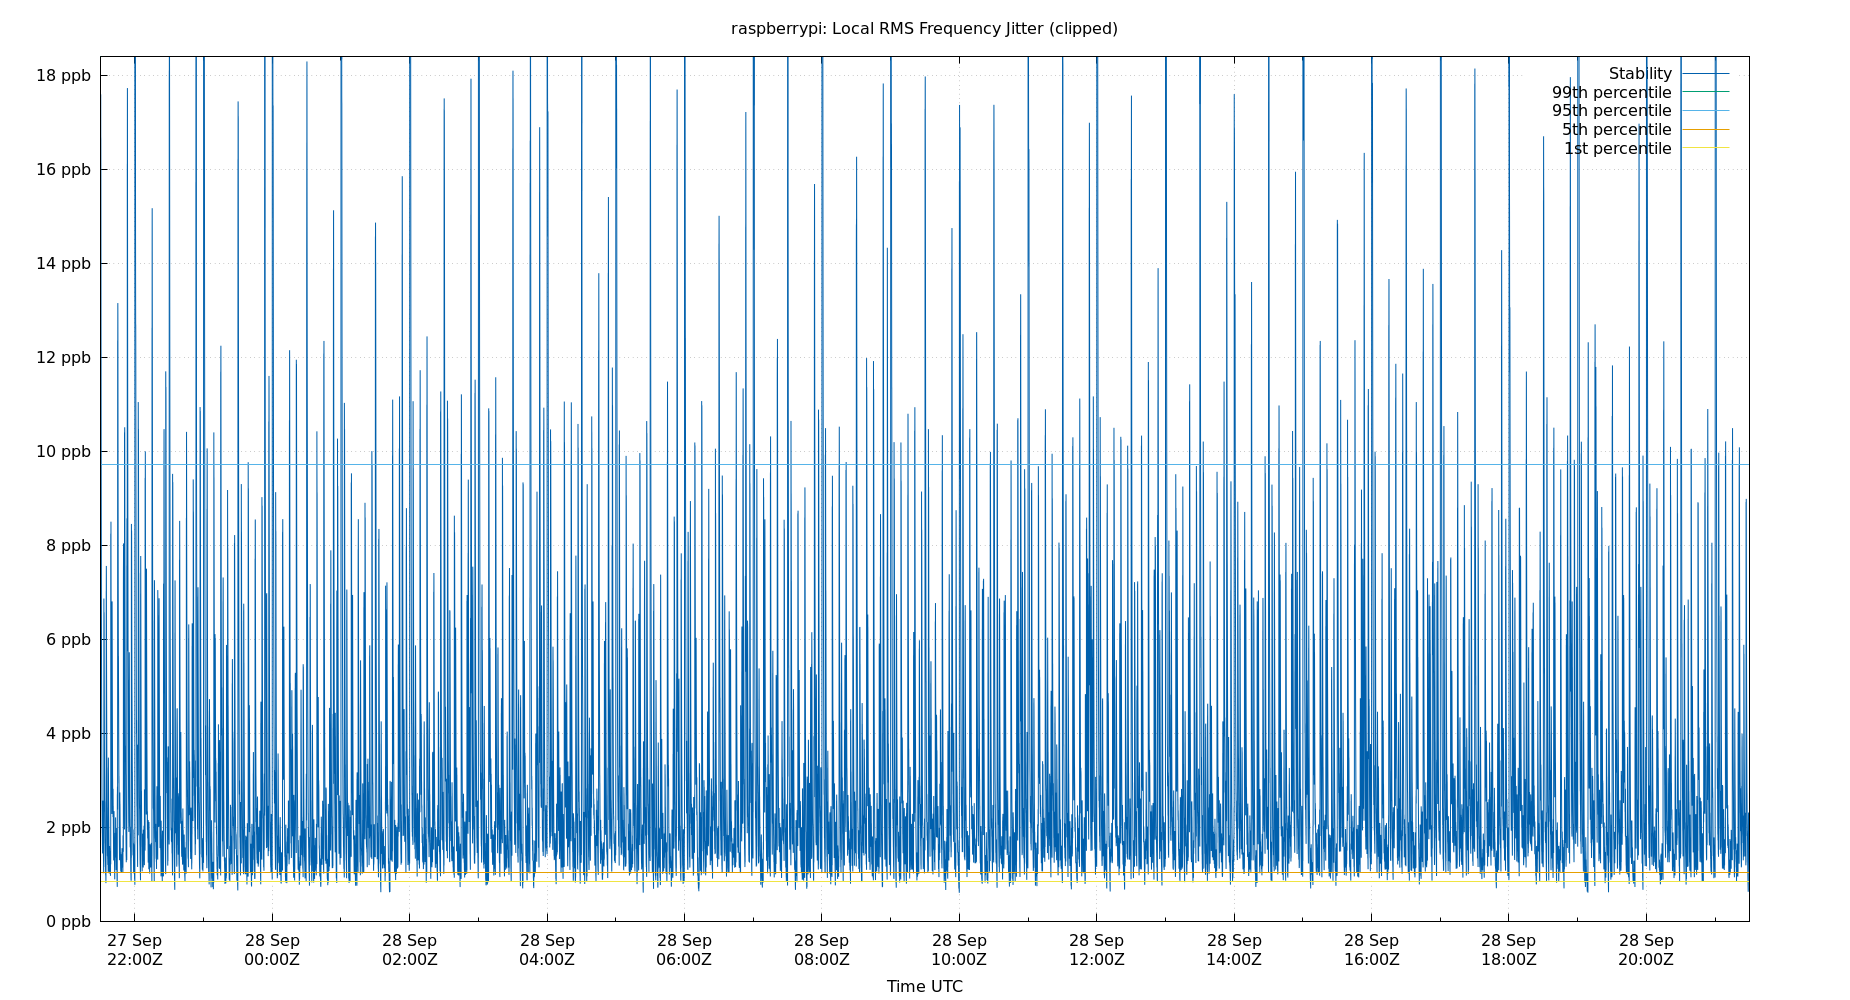 raspberrypi: Local RMS Frequency Jitter (clipped)
18 ppb
16 ppb
14 ppb
12 ppb
10 ppb
8 ppb
6 ppb
4 ppb
2 ppb
0 ppb
Stability
99th percentile
95th percentile
5th percentile
1st percentile
27 Sep 28 Sep 28 Sep 28 Sep 28 Sep 28 Sep 28 Sep 28 Sep 28 Sep 28 Sep 28 Sep 28 Sep
22:00Z 00:00Z 02:00Z 04:00Z 06:00Z 08:00Z 10:00Z 12:00Z 14:00Z 16:00Z 18:00Z 20:00Z
Time UTC